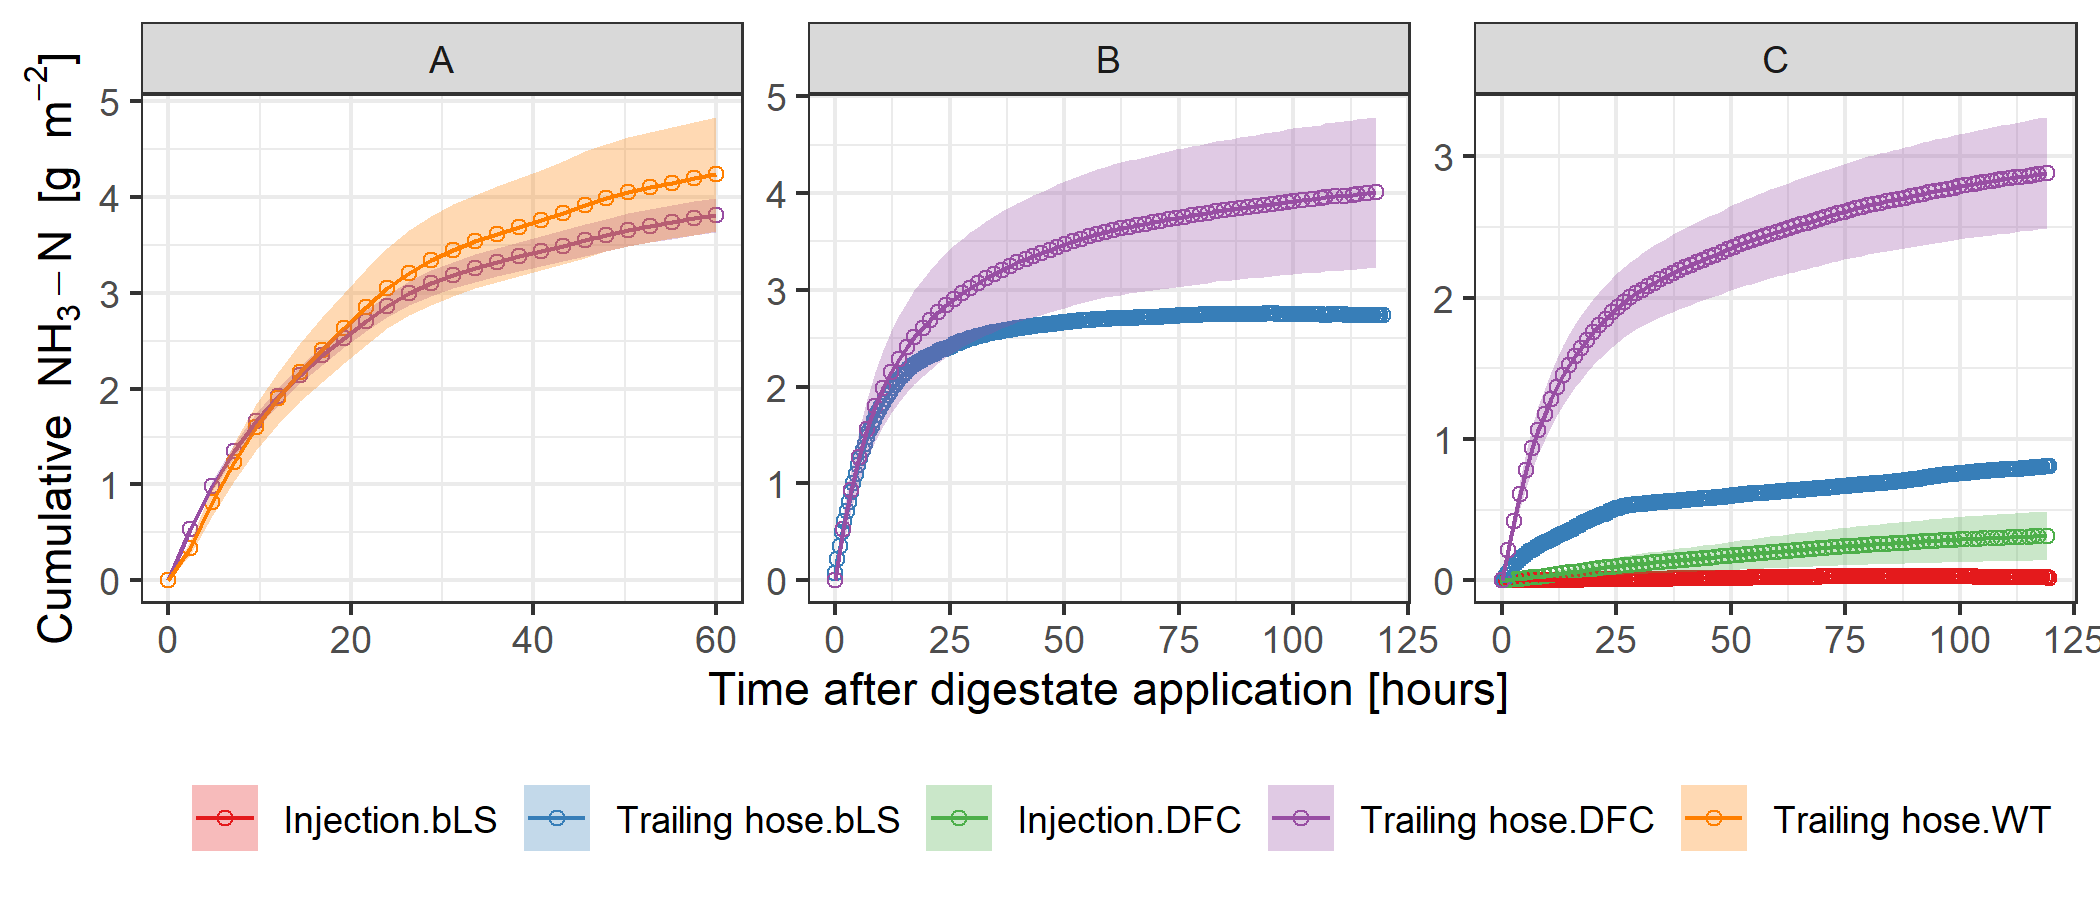 A B C
Cumulative NH₃ − N [g m⁻²]
5 4 3 2 1 0
5 4 3 2 1 0
3 2 1 0
0 20 40 60
0 25 50 75 100 125
0 25 50 75 100 125
Time after digestate application [hours]
Injection.bLS Trailing hose.bLS Injection.DFC Trailing hose.DFC Trailing hose.WT